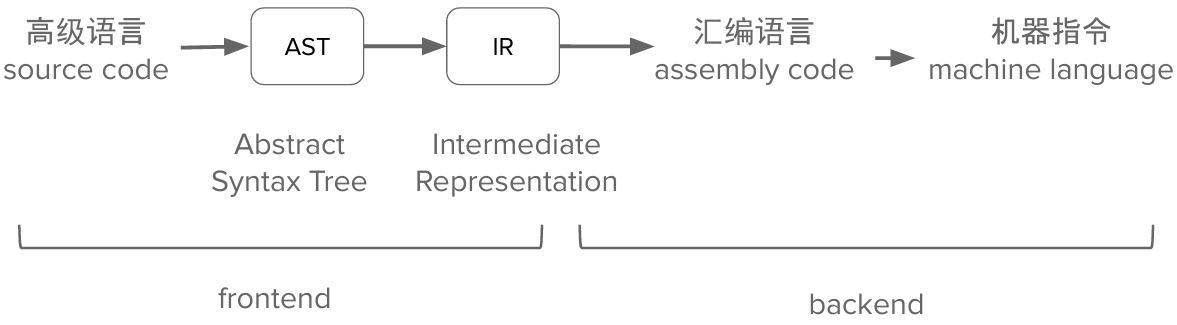 高级语言
source code
AST
IR
汇编语言
assembly code
机器指令
machine language
Abstract
Syntax Tree
Intermediate
Representation
frontend
backend